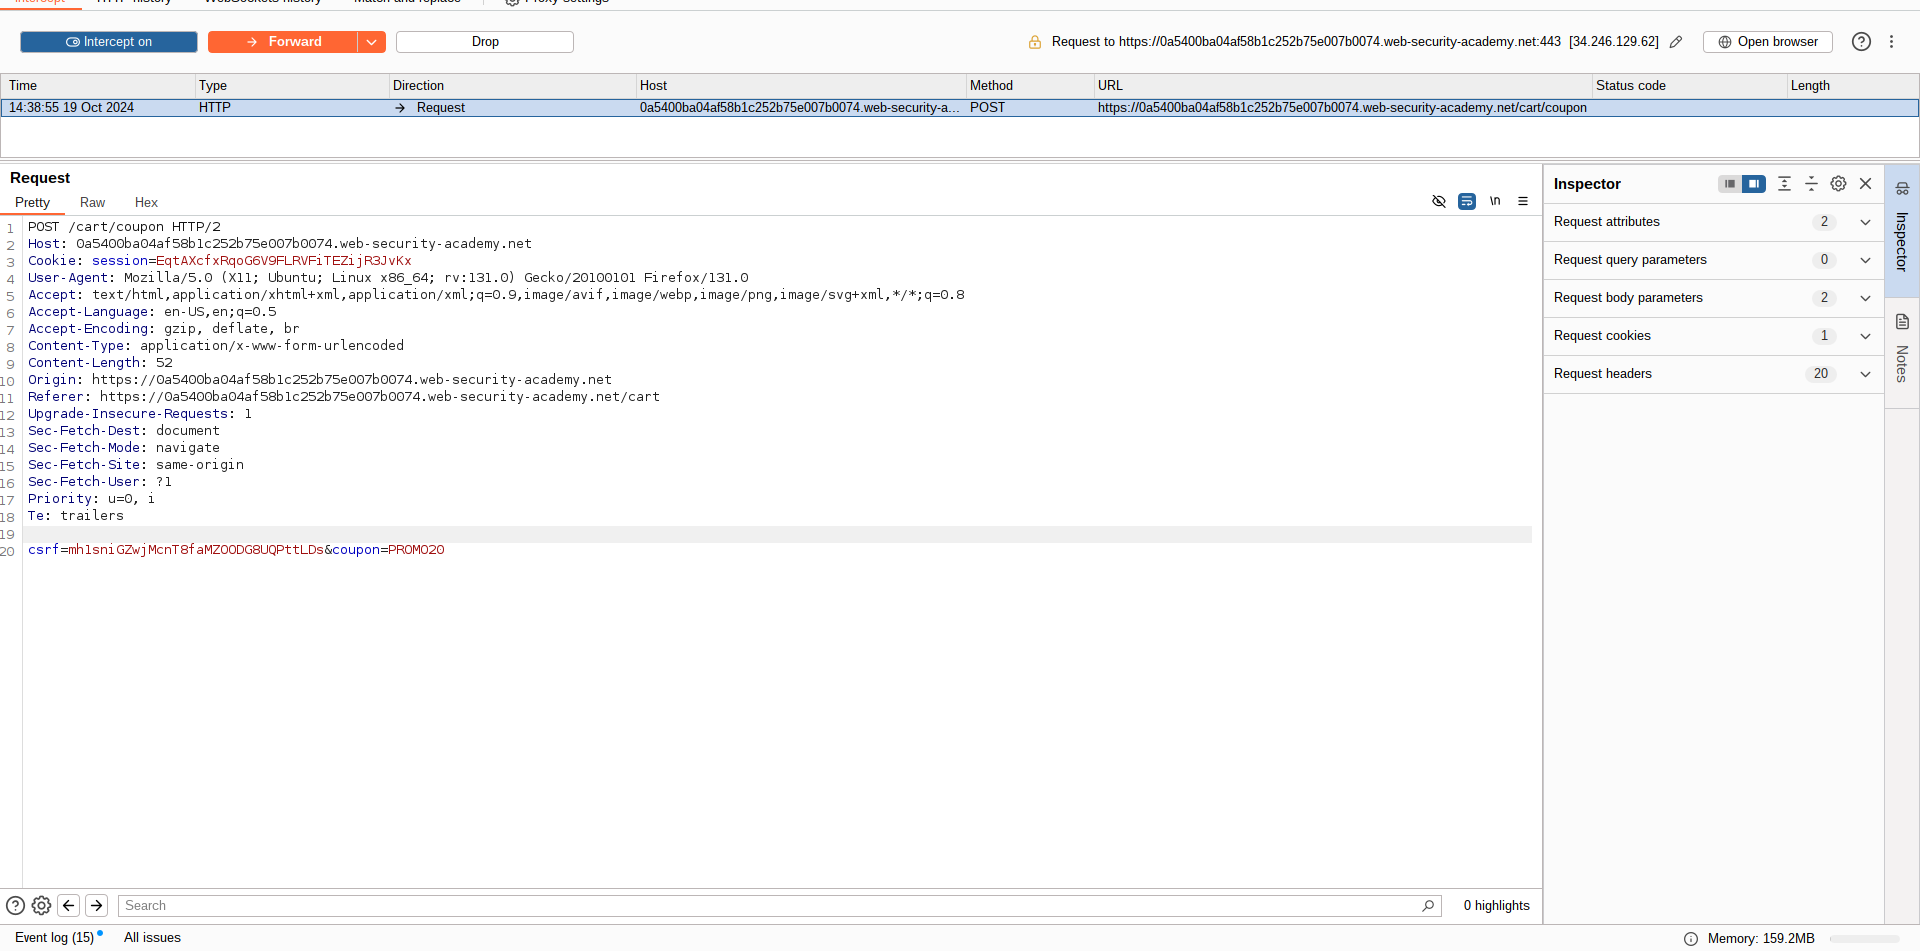 Intercept HTTP history WebSockets history Match and replace Proxy settings
Intercept on Forward Drop Request to https://0a5400ba04af58b1c252b75e007b0074.web-security-academy.net:443 [34.246.129.62] Open browser
Time Type Direction Host Method URL Status code Length
14:38:55 19 Oct 2024 HTTP → Request 0a5400ba04af58b1c252b75e007b0074.web-security-a... POST https://0a5400ba04af58b1c252b75e007b0074.web-security-academy.net/cart/coupon
Request
Pretty Raw Hex \n
1 POST /cart/coupon HTTP/2
2 Host: 0a5400ba04af58b1c252b75e007b0074.web-security-academy.net
3 Cookie: session=EqtAXcfxRqoG6V9FLRVFiTEZijR3JvKx
4 User-Agent: Mozilla/5.0 (X11; Ubuntu; Linux x86_64; rv:131.0) Gecko/20100101 Firefox/131.0
5 Accept: text/html,application/xhtml+xml,application/xml;q=0.9,image/avif,image/webp,image/png,image/svg+xml,*/*;q=0.8
6 Accept-Language: en-US,en;q=0.5
7 Accept-Encoding: gzip, deflate, br
8 Content-Type: application/x-www-form-urlencoded
9 Content-Length: 52
10 Origin: https://0a5400ba04af58b1c252b75e007b0074.web-security-academy.net
11 Referer: https://0a5400ba04af58b1c252b75e007b0074.web-security-academy.net/cart
12 Upgrade-Insecure-Requests: 1
13 Sec-Fetch-Dest: document
14 Sec-Fetch-Mode: navigate
15 Sec-Fetch-Site: same-origin
16 Sec-Fetch-User: ?1
17 Priority: u=0, i
18 Te: trailers
19
20 csrf=mh1sniGZwjMcnT8faMZOODG8UQPttLDs&coupon=PROMO20
Inspector
Request attributes 2
Request query parameters 0
Request body parameters 2
Request cookies 1
Request headers 20
Inspector
Notes
Search 0 highlights
Event log (15) All issues Memory: 159.2MB